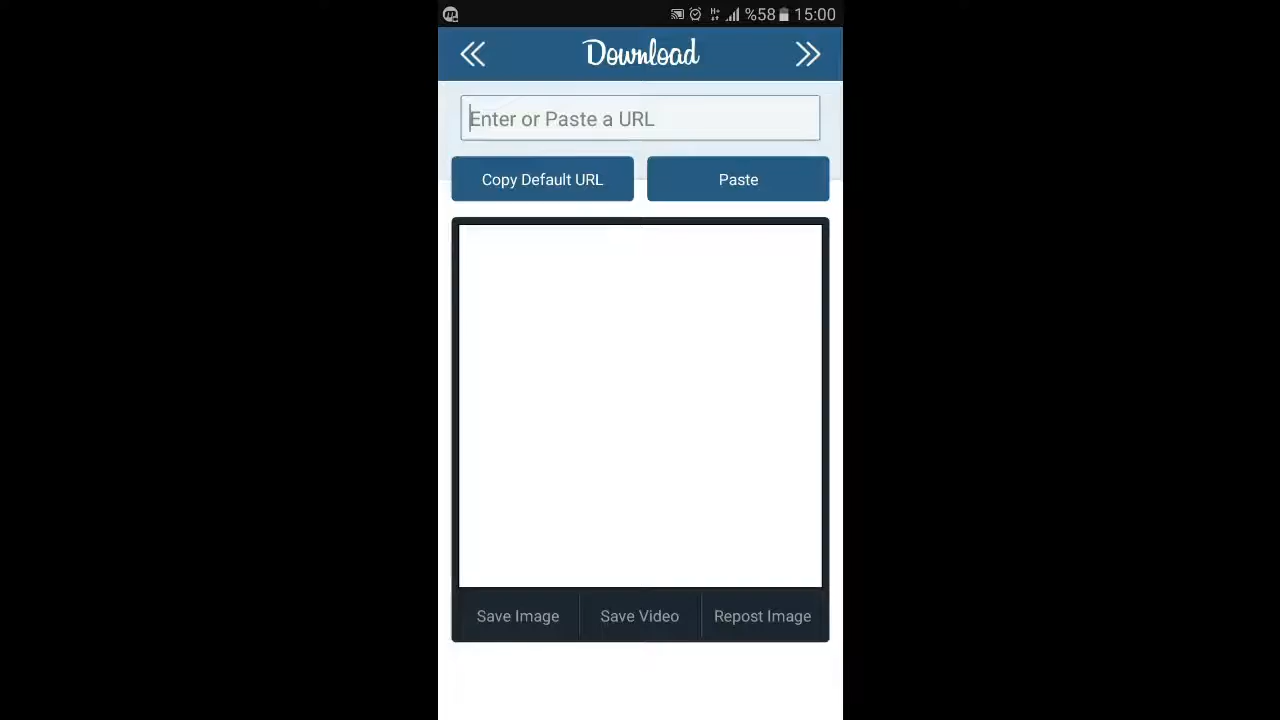 %58 15:00
Download
Enter or Paste a URL
Copy Default URL Paste
Save Image Save Video Repost Image